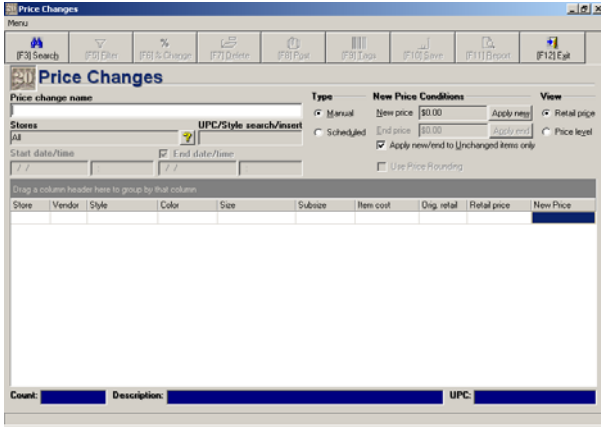 Price Changes
Menu
[F3] Search [F5] Filter [F6] % Change [F7] Delete [F8] Post [F9] Tags [F10] Save [F11] Report [F12] Exit
Price Changes
Price change name Type New Price Conditions View
Manual New price $0.00 Apply new Retail price
Stores UPC/Style search/insert
All ? Scheduled End price $0.00 Apply end Price level
Apply new/end to Unchanged items only
Start date/time End date/time
/ / : / / : Use Price Rounding
Drag a column header here to group by that column
Store Vendor Style Color Size Subsize Item cost Orig. retail Retail price New Price
Count: Description: UPC: